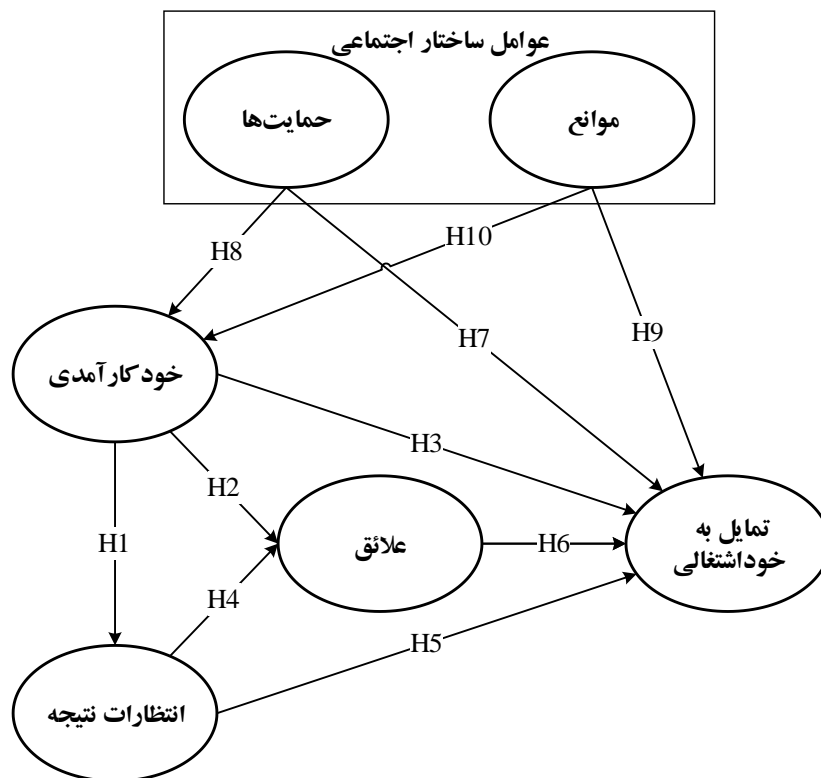 عوامل ساختار اجتماعی
موانع
حمایت‌ها
H10
H8
H9
H7
خودکارآمدی
H3
H2
تمایل به
خوداشتغالی
علائق
H6
H1
H4
H5
انتظارات نتیجه